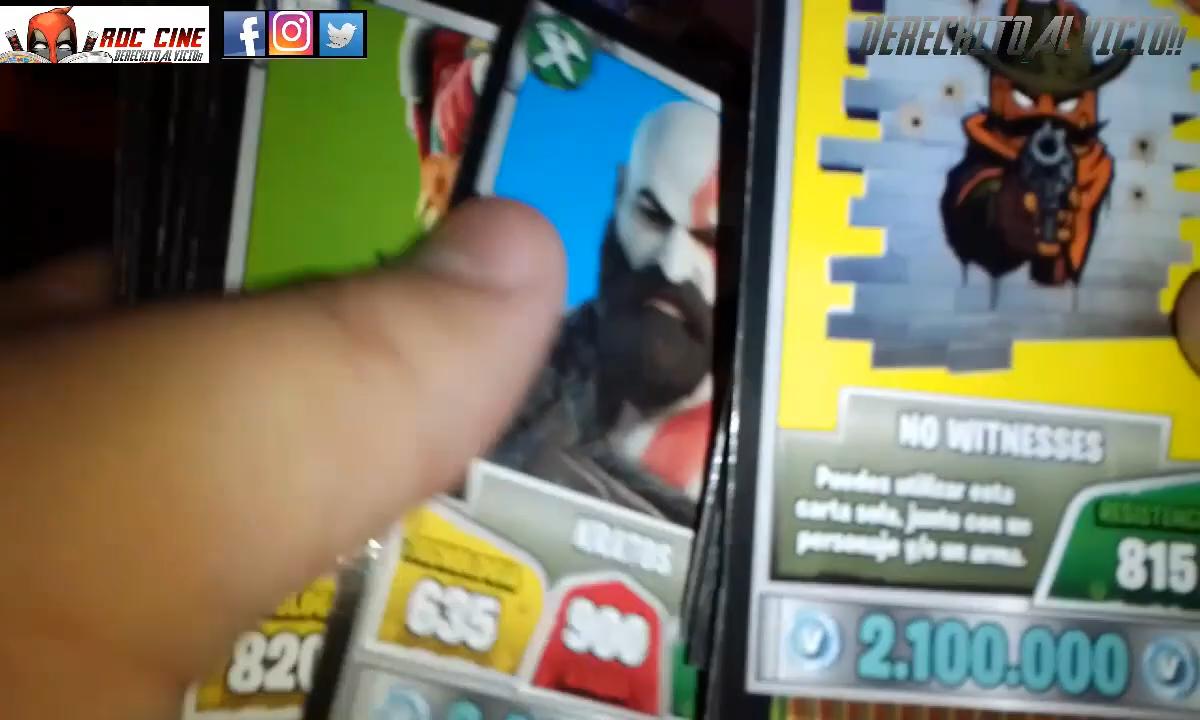 RDC CINE
DERECHITO AL VICIO!!
DERECHITO AL VICIO!!
NO WITNESSES
Puedes utilizar esta
carta sola, junto con un
personaje y/o un arma.
RESISTENC
815
V 2.100.000 V
KRATOS
635
900
820